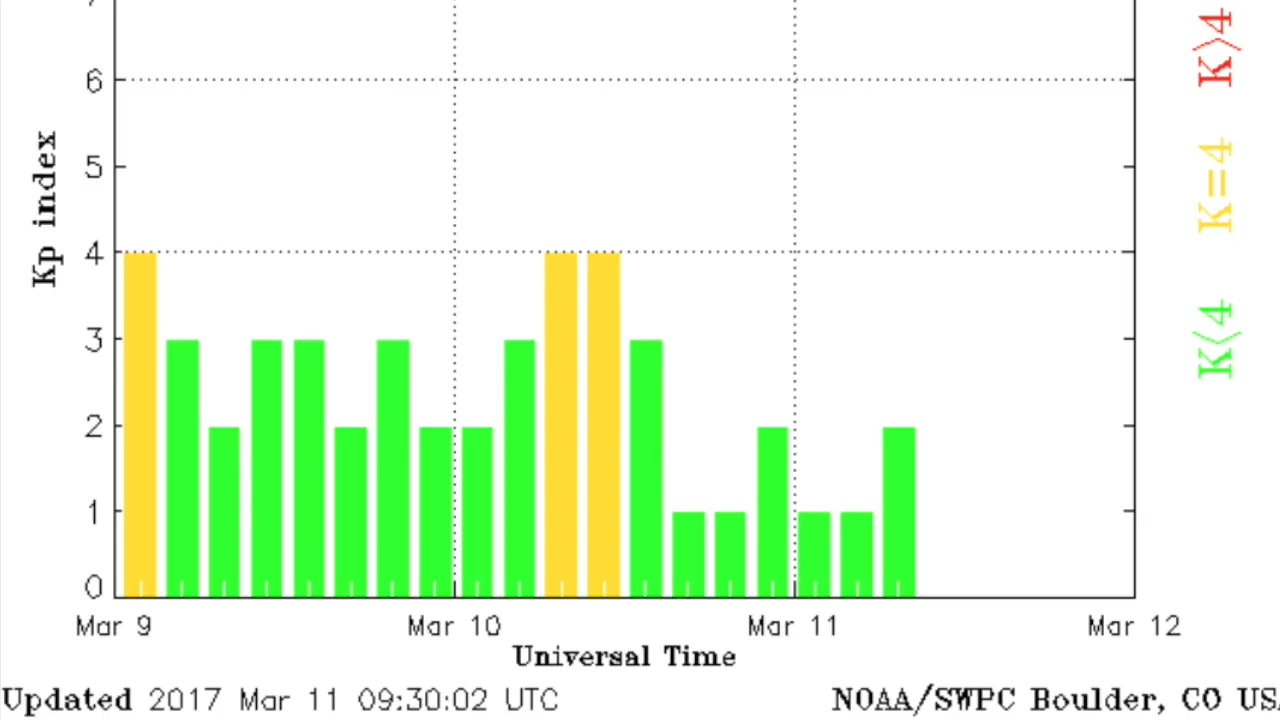 7
K>4
6
5
K=4
Kp index
4
3
K<4
2
1
0
Mar 9 Mar 10 Mar 11 Mar 12
Universal Time
Updated 2017 Mar 11 09:30:02 UTC NOAA/SWPC Boulder, CO USA